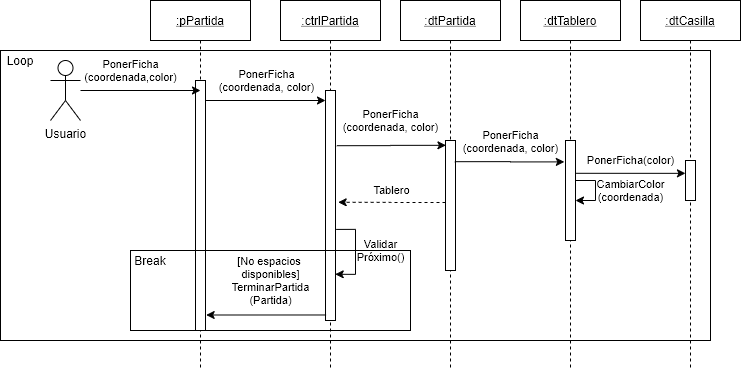 :pPartida
:ctrlPartida
:dtPartida
:dtTablero
:dtCasilla
Loop
Usuario
PonerFicha
(coordenada,color)
PonerFicha
(coordenada, color)
PonerFicha
(coordenada, color)
PonerFicha
(coordenada, color)
PonerFicha(color)
CambiarColor
(coordenada)
Tablero
Validar
Próximo()
Break
[No espacios
disponibles]
TerminarPartida
(Partida)